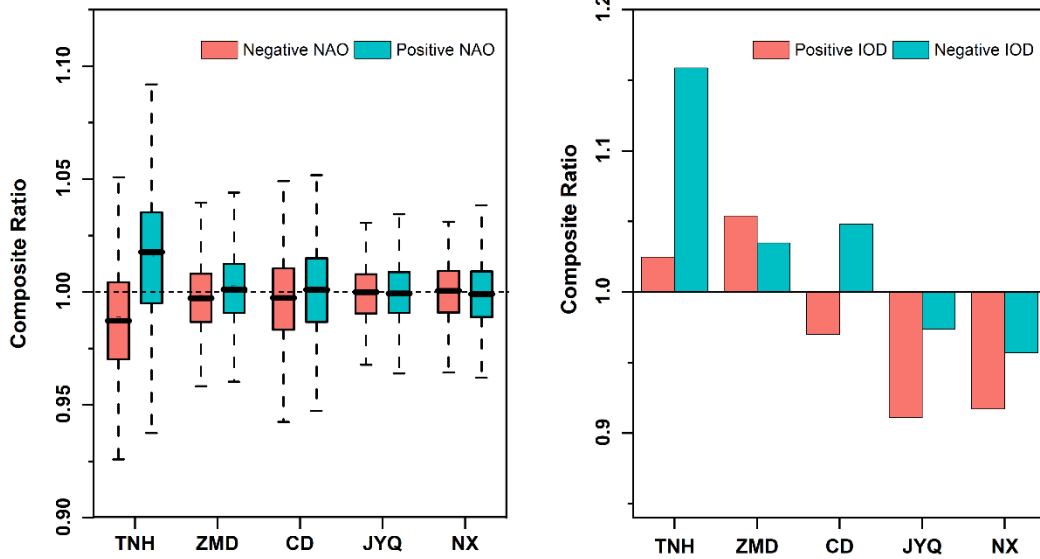 Negative NAO Positive NAO
Composite Ratio
1.10
1.05
1.00
0.95
0.90
TNH ZMD CD JYQ NX
Positive IOD Negative IOD
Composite Ratio
1.2
1.1
1.0
0.9
TNH ZMD CD JYQ NX